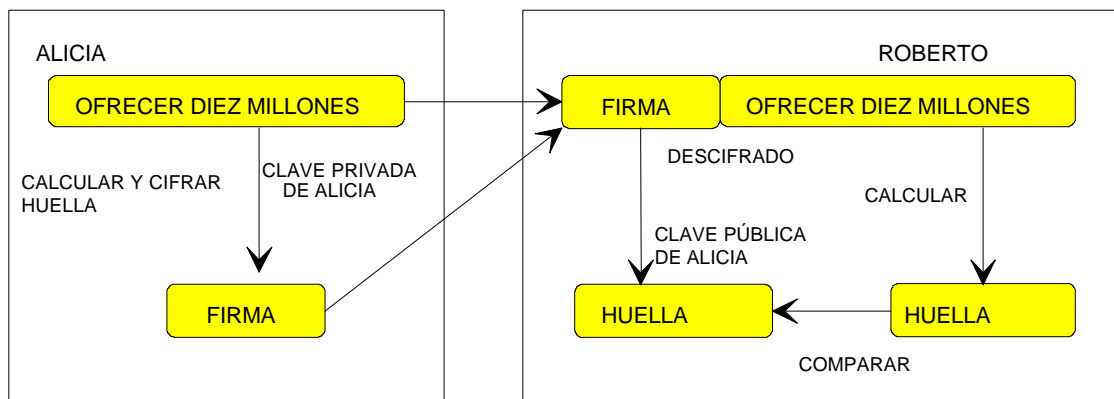 ALICIA
OFRECER DIEZ MILLONES
CALCULAR Y CIFRAR
HUELLA
CLAVE PRIVADA
DE ALICIA
FIRMA
ROBERTO
FIRMA
OFRECER DIEZ MILLONES
DESCIFRADO
CALCULAR
CLAVE PÚBLICA
DE ALICIA
HUELLA
HUELLA
COMPARAR